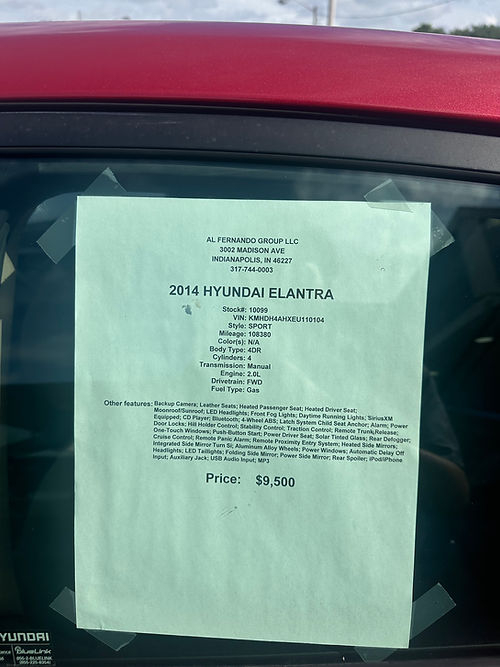 AL FERNANDO GROUP LLC
3002 MADISON AVE
INDIANAPOLIS, IN 46227
317-744-0003
2014 HYUNDAI ELANTRA
Stock#: 10099
VIN: KMHDH4AHXEU110104
Style: SPORT
Mileage: 108380
Color(s): N/A
Body Type: 4DR
Cylinders: 4
Transmission: Manual
Engine: 2.0L
Drivetrain: FWD
Fuel Type: Gas
Other features: Backup Camera; Leather Seats; Heated Passenger Seat; Heated Driver Seat;
Moonroof/Sunroof; LED Headlights; Front Fog Lights; Daytime Running Lights; SiriusXM
Equipped; CD Player; Bluetooth; 4-Wheel ABS; Latch System Child Seat Anchor; Alarm; Power
Door Locks; Hill Holder Control; Stability Control; Traction Control; Remote Trunk Release;
One-Touch Windows; Push-Button Start; Power Driver Seat; Solar Tinted Glass; Rear Defogger;
Cruise Control; Remote Panic Alarm; Remote Proximity Entry System; Heated Side Mirrors;
Integrated Side Mirror Turn Si; Aluminum Alloy Wheels; Power Windows; Automatic Delay Off
Headlights; LED Taillights; Folding Side Mirror; Power Side Mirror; Rear Spoiler; iPod/iPhone
Input; Auxiliary Jack; USB Audio Input; MP3
Price: $9,500
YUNDAI
BlueLink